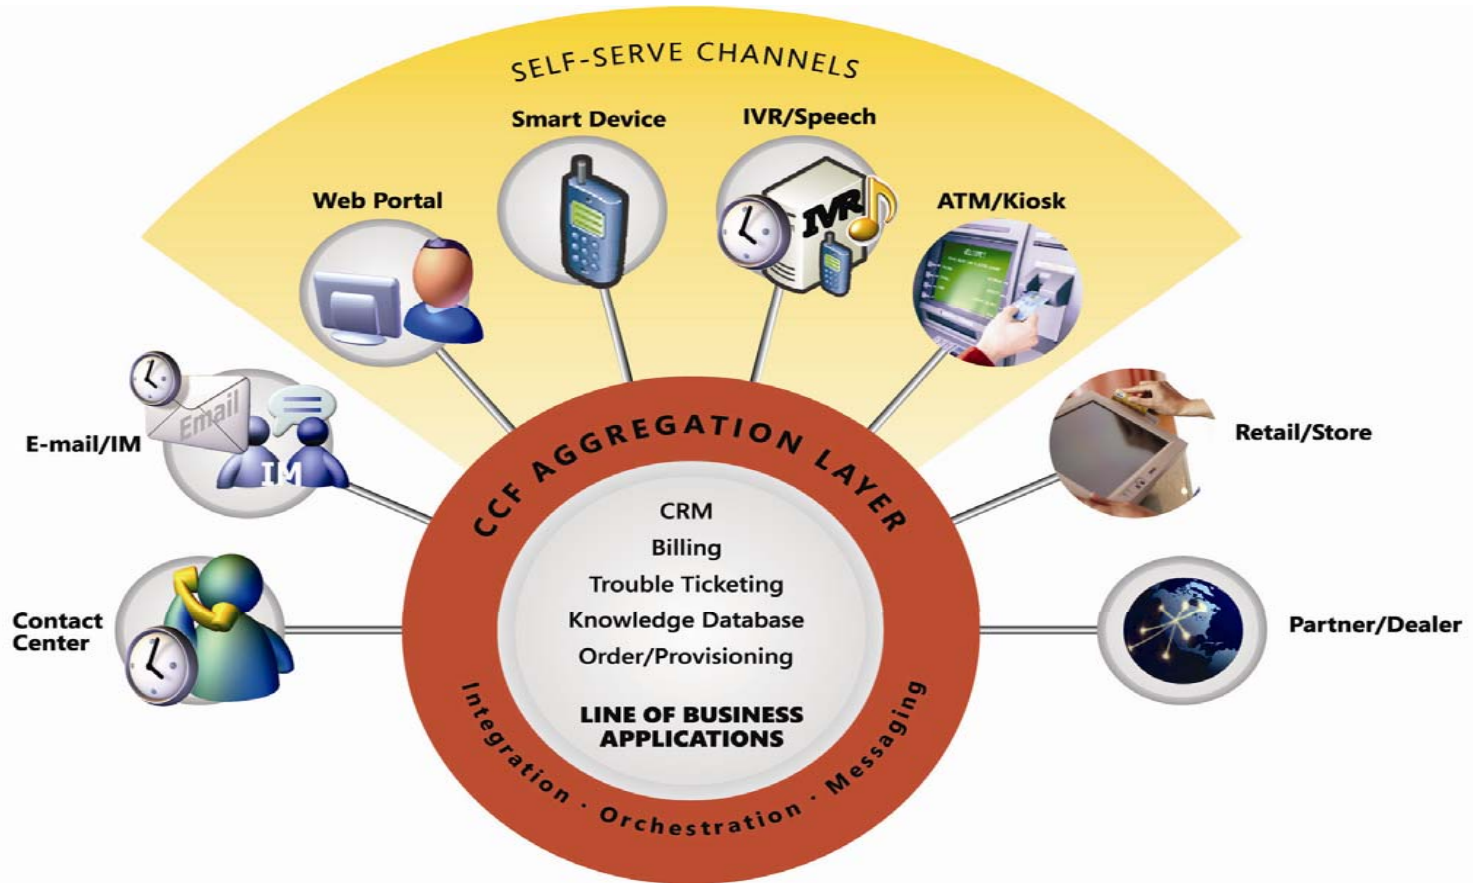 SELF-SERVE CHANNELS
Smart Device
IVR/Speech
Web Portal
ATM/Kiosk
IVR
E-mail/IM
Email
IM
Retail/Store
Contact
Center
Partner/Dealer
CCF AGGREGATION LAYER
CRM
Billing
Trouble Ticketing
Knowledge Database
Order/Provisioning
LINE OF BUSINESS
APPLICATIONS
Integration · Orchestration · Messaging